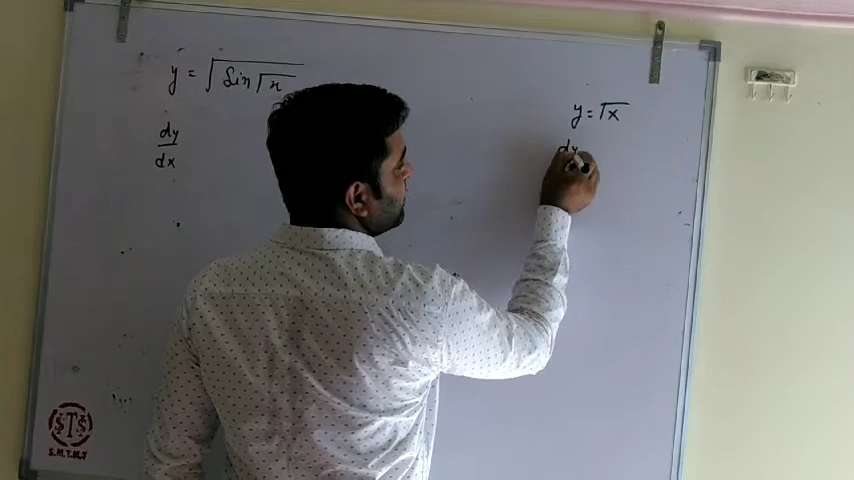 y = √Sin √x
dy
dx
y = √x
dy
STS
S.M.T.M.T